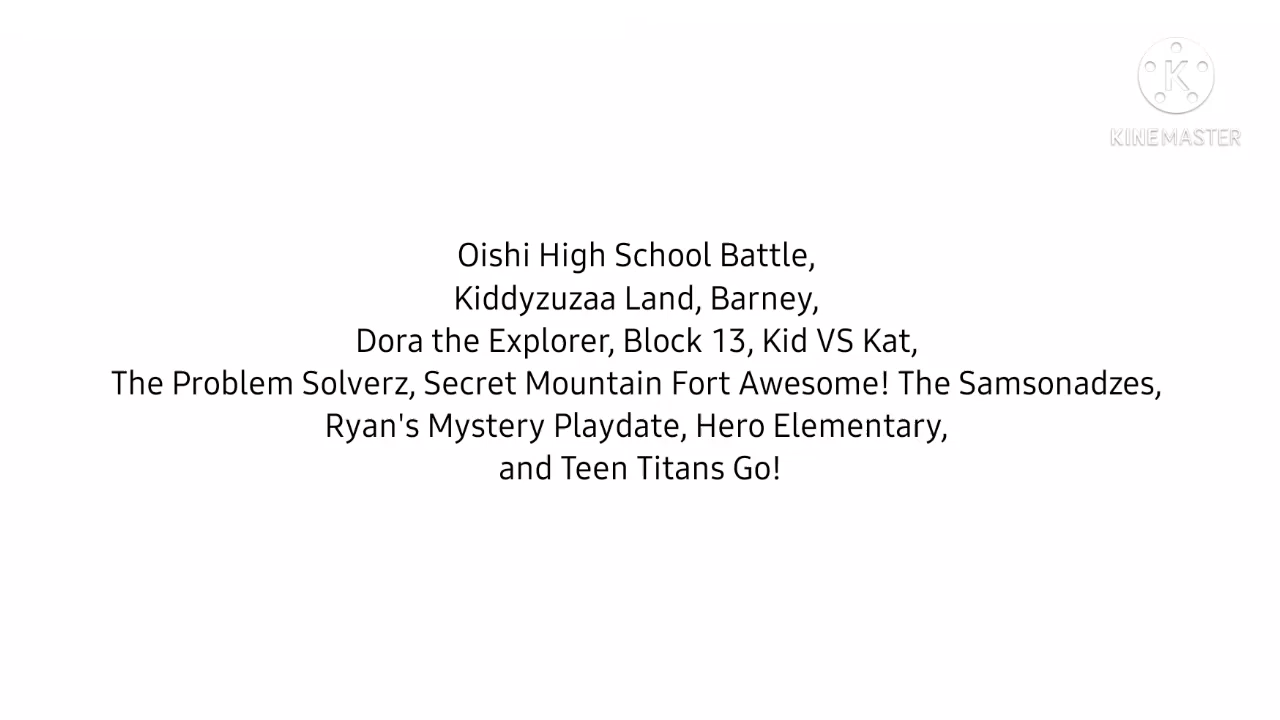 K
KINEMASTER
Oishi High School Battle,
Kiddyzuzaa Land, Barney,
Dora the Explorer, Block 13, Kid VS Kat,
The Problem Solverz, Secret Mountain Fort Awesome! The Samsonadzes,
Ryan's Mystery Playdate, Hero Elementary,
and Teen Titans Go!